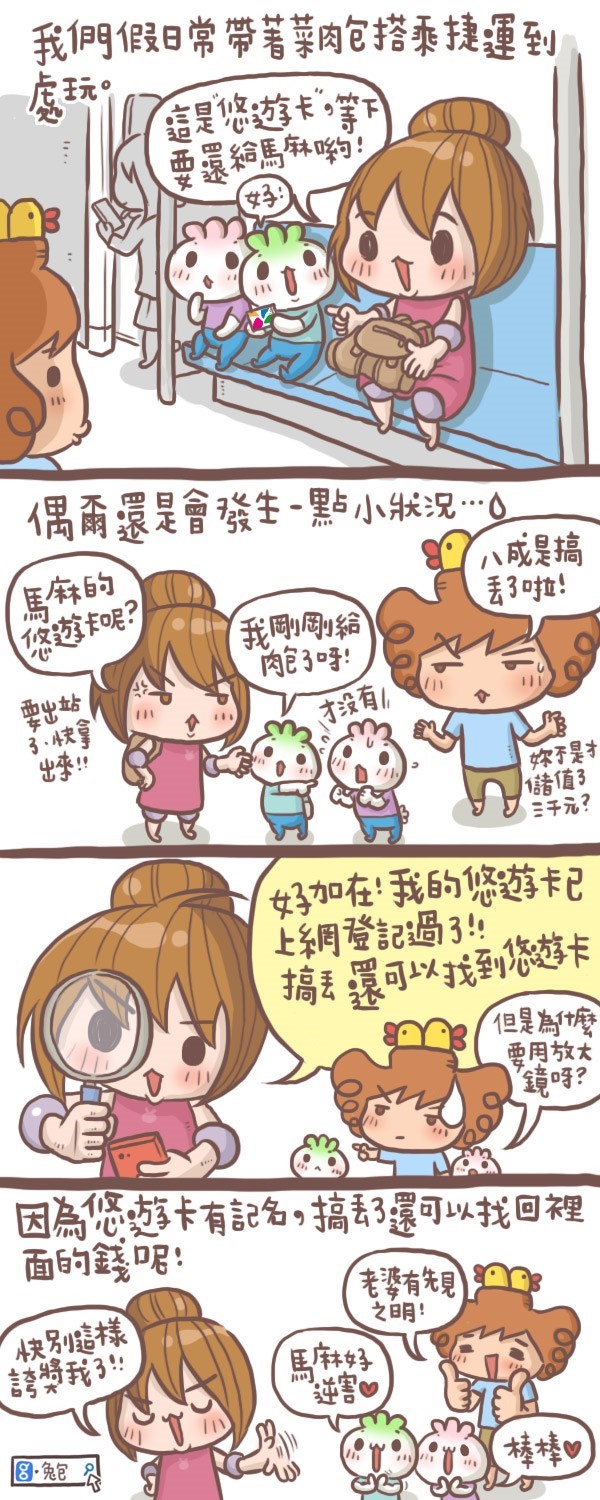 我們假日常帶著菜肉包搭乘捷運到
處玩。
這是"悠遊卡"，等下
要還給馬麻喲!
好!
偶爾還是會發生一點小狀況…
馬麻的
悠遊卡呢?
要出站
了、快拿
出來!!
我剛剛給
肉包了呀!
才沒有
八成是搞
丟了啦!
妳不是才
儲值了
三千元?
好加在!我的悠遊卡已
上網登記過了!!
搞丟還可以找到悠遊卡
但是為什麼
要用放大
鏡呀?
因為悠遊卡有記名，搞丟了還可以找回裡
面的錢呢!
快別這樣
誇獎我了!!
馬麻好
逆害
老婆有先見
之明!
棒棒
g·兔包